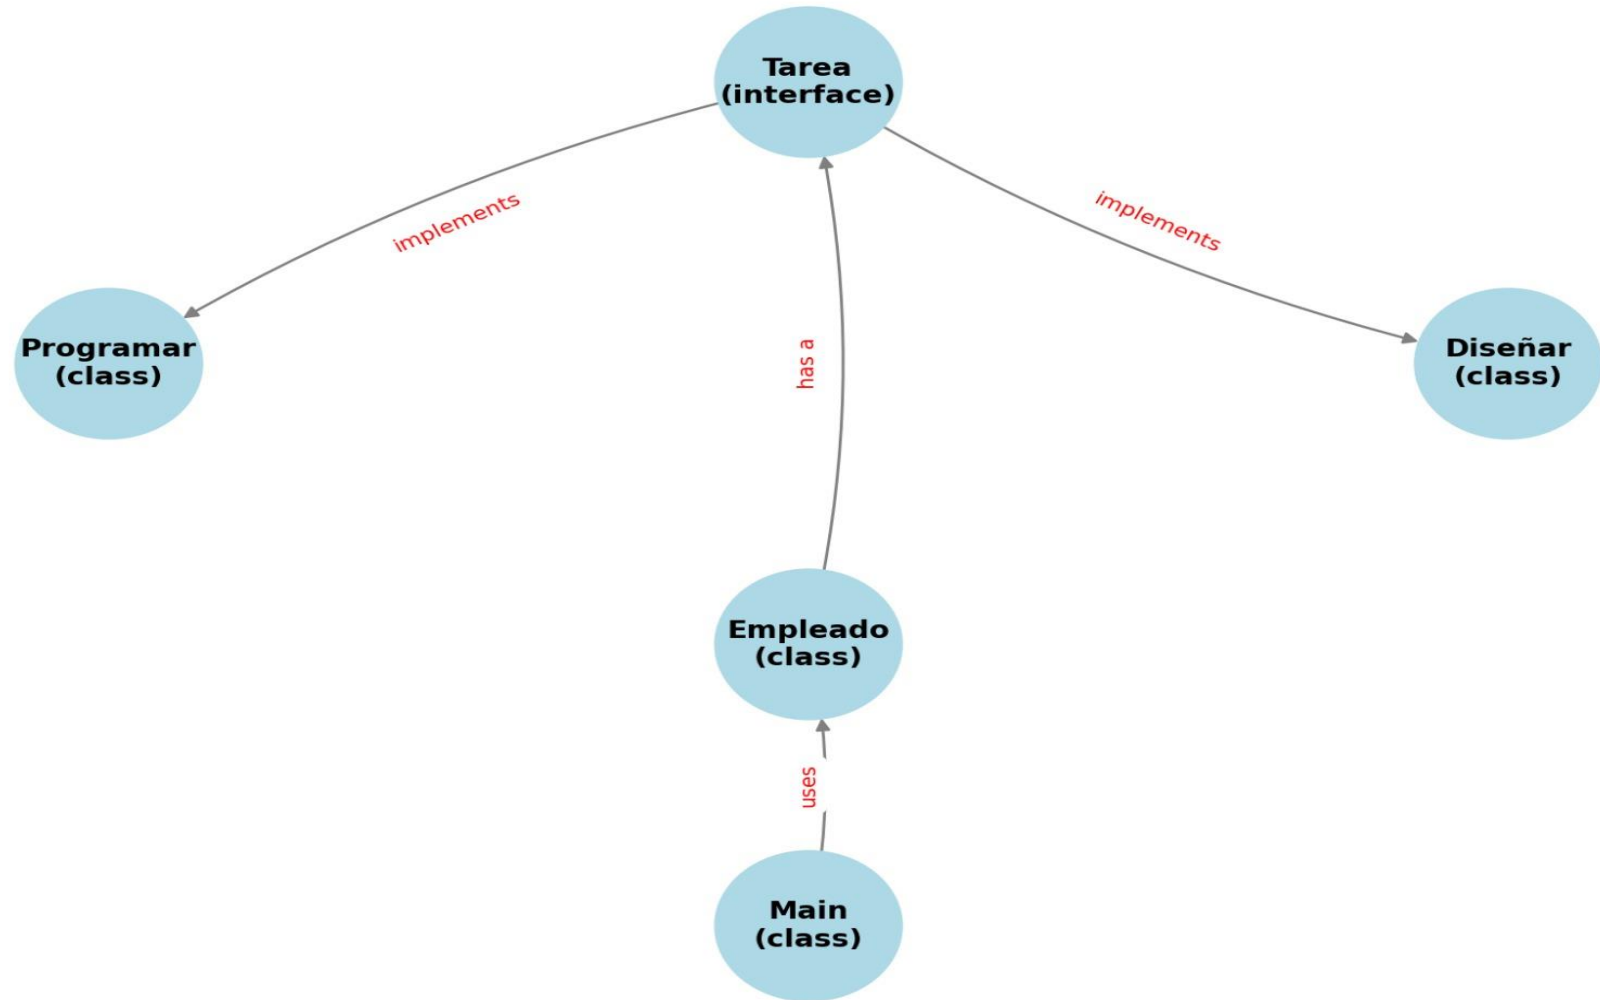 Tarea
(interface)
implements
implements
Programar
(class)
has a
Diseñar
(class)
Empleado
(class)
uses
Main
(class)